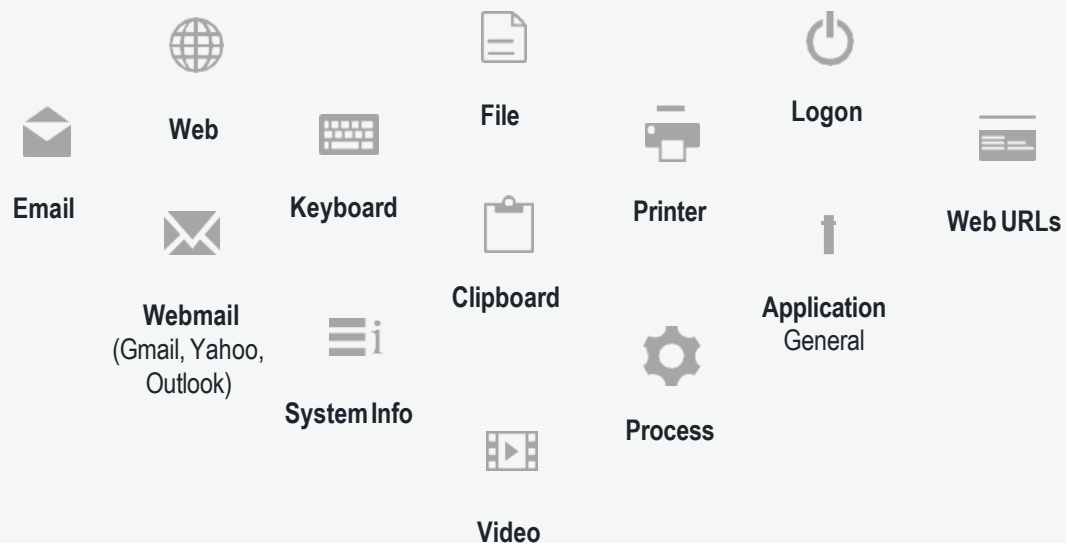 Web
File
Logon
Email
Keyboard
Printer
Web URLs
Clipboard
Webmail
(Gmail, Yahoo,
Outlook)
Application
General
System Info
Process
Video